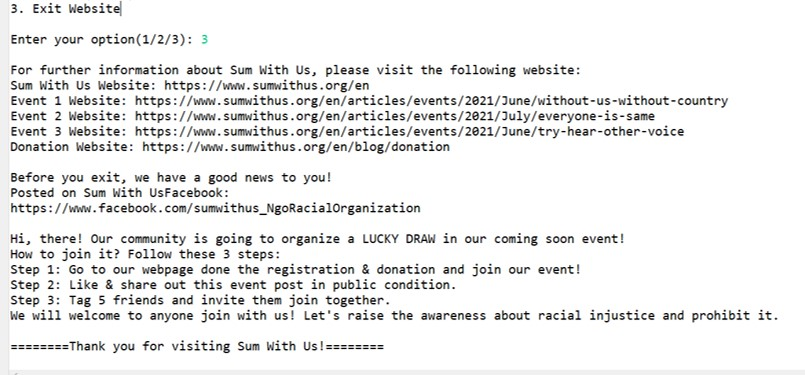 3. Exit Website
Enter your option(1/2/3): 3
For further information about Sum With Us, please visit the following website:
Sum With Us Website: https://www.sumwithus.org/en
Event 1 Website: https://www.sumwithus.org/en/articles/events/2021/June/without-us-without-country
Event 2 Website: https://www.sumwithus.org/en/articles/events/2021/July/everyone-is-same
Event 3 Website: https://www.sumwithus.org/en/articles/events/2021/June/try-hear-other-voice
Donation Website: https://www.sumwithus.org/en/blog/donation
Before you exit, we have a good news to you!
Posted on Sum With UsFacebook:
https://www.facebook.com/sumwithus_NgoRacialOrganization
Hi, there! Our community is going to organize a LUCKY DRAW in our coming soon event!
How to join it? Follow these 3 steps:
Step 1: Go to our webpage done the registration & donation and join our event!
Step 2: Like & share out this event post in public condition.
Step 3: Tag 5 friends and invite them join together.
We will welcome to anyone join with us! Let's raise the awareness about racial injustice and prohibit it.
========Thank you for visiting Sum With Us!========